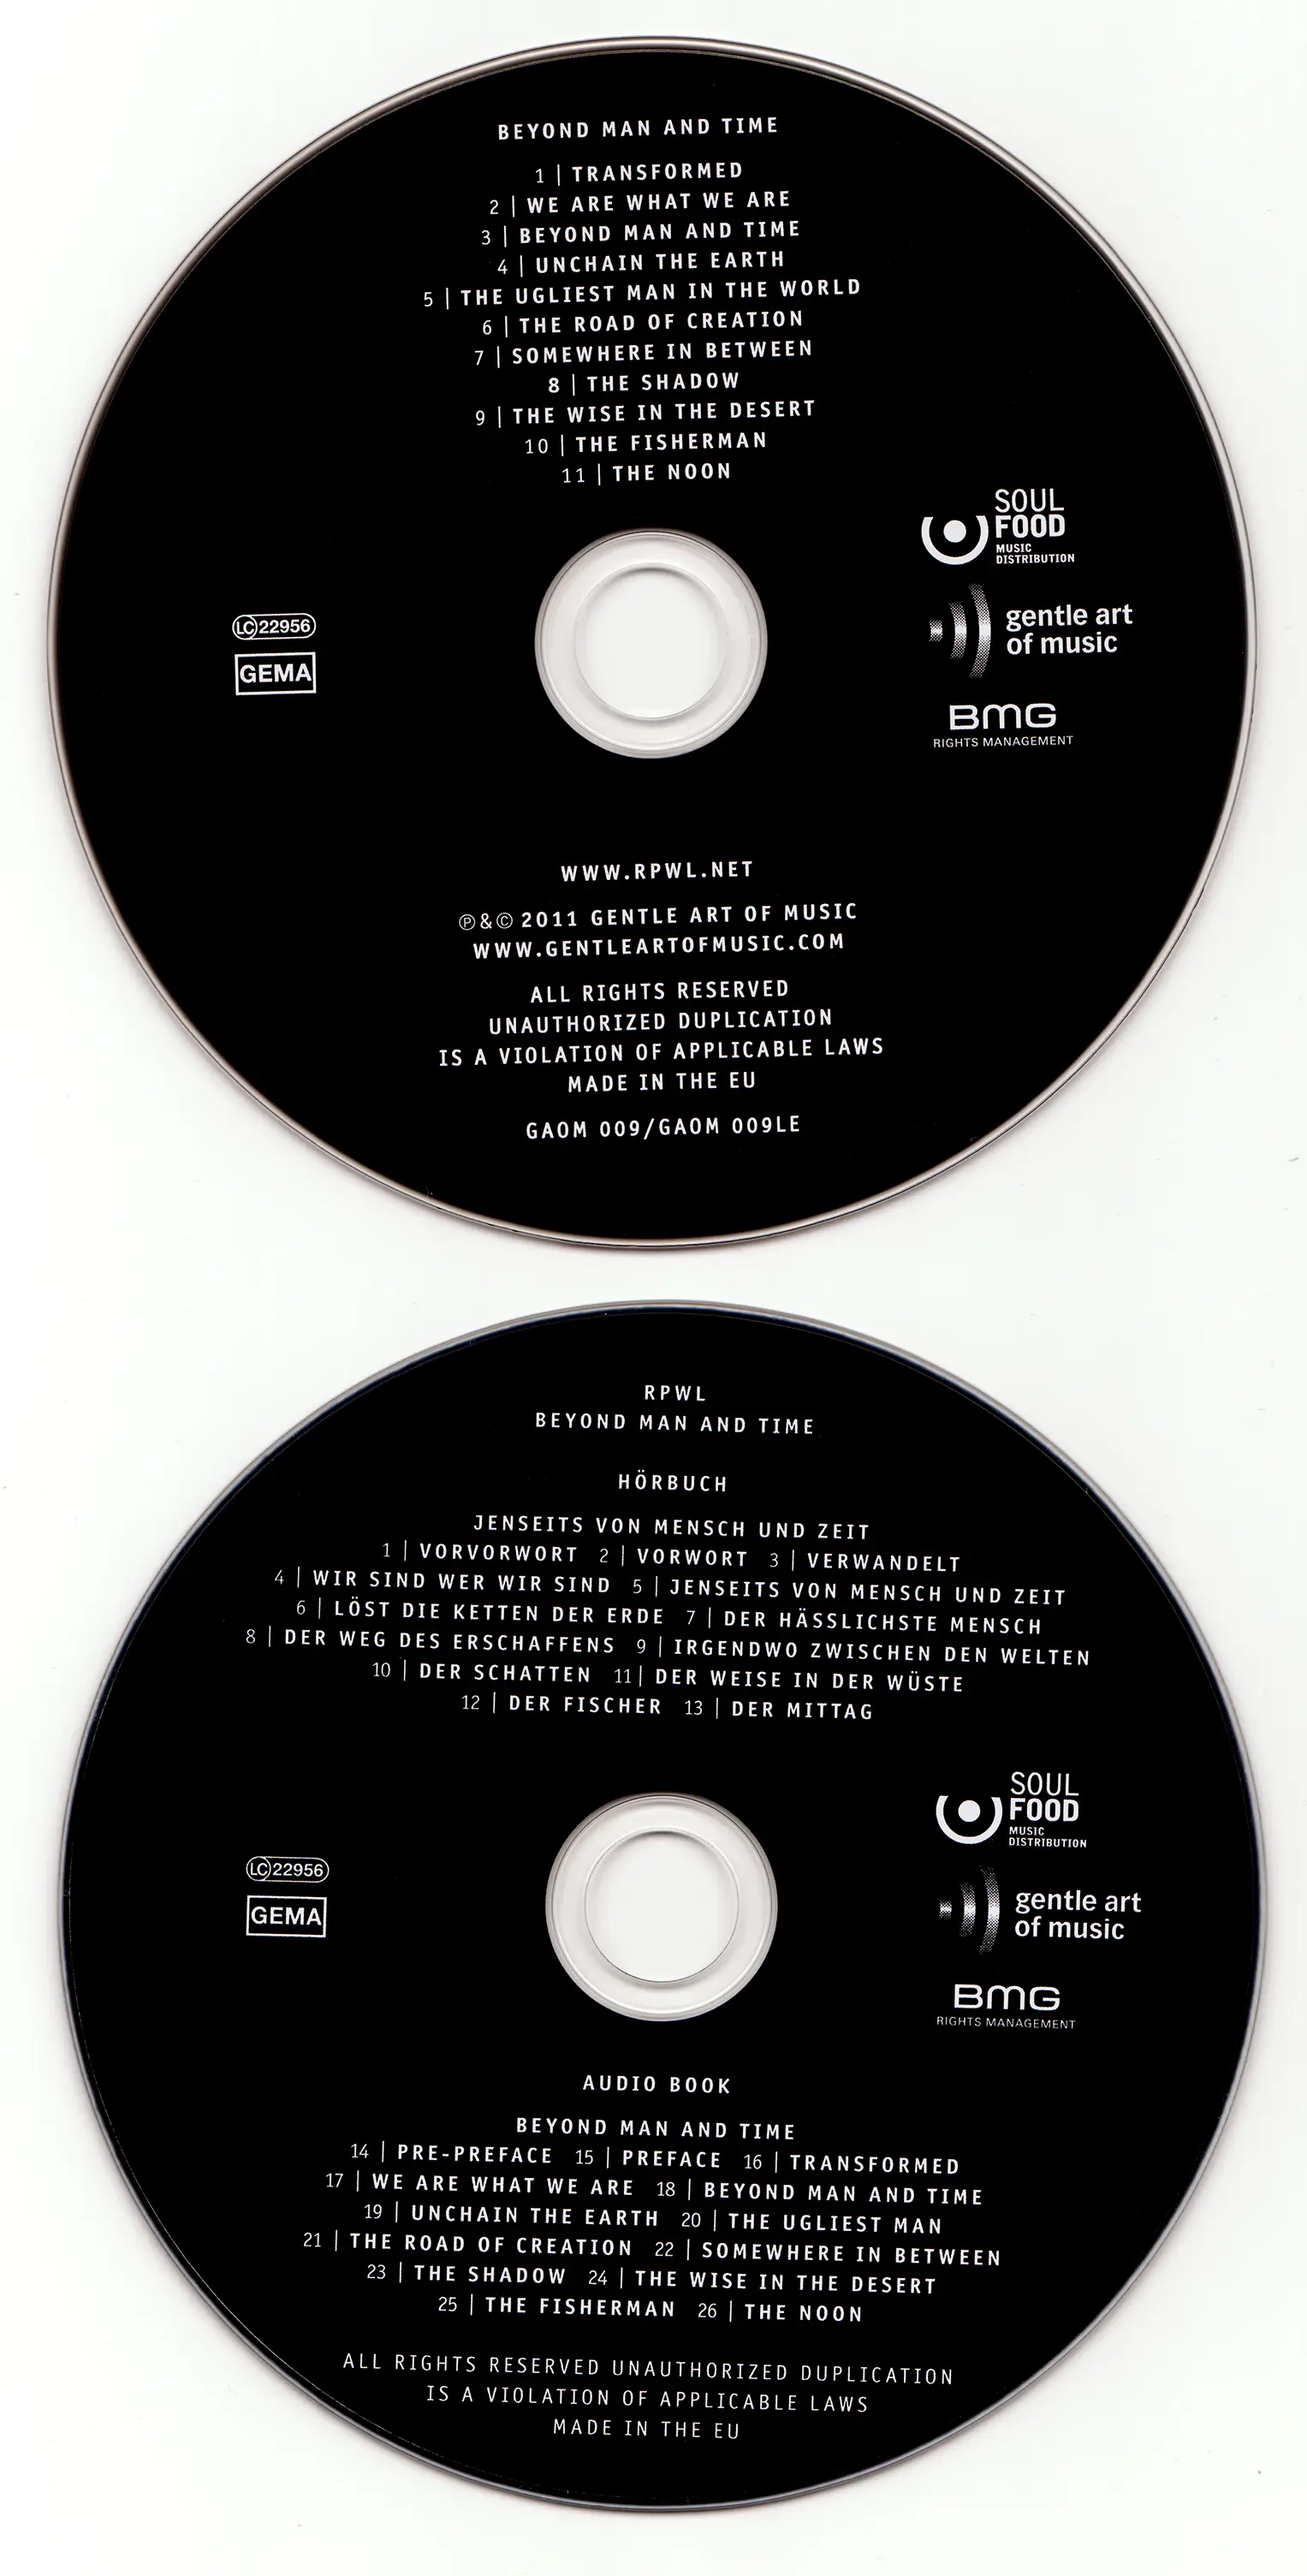 BEYOND MAN AND TIME
1 | TRANSFORMED
2 | WE ARE WHAT WE ARE
3 | BEYOND MAN AND TIME
4 | UNCHAIN THE EARTH
5 | THE UGLIEST MAN IN THE WORLD
6 | THE ROAD OF CREATION
7 | SOMEWHERE IN BETWEEN
8 | THE SHADOW
9 | THE WISE IN THE DESERT
10 | THE FISHERMAN
11 | THE NOON
SOUL
FOOD
MUSIC
DISTRIBUTION
LC 22956
GEMA
gentle art
of music
BMG
RIGHTS MANAGEMENT
WWW.RPWL.NET
℗&© 2011 GENTLE ART OF MUSIC
WWW.GENTLEARTOFMUSIC.COM
ALL RIGHTS RESERVED
UNAUTHORIZED DUPLICATION
IS A VIOLATION OF APPLICABLE LAWS
MADE IN THE EU
GAOM 009/GAOM 009LE
RPWL
BEYOND MAN AND TIME
HÖRBUCH
JENSEITS VON MENSCH UND ZEIT
1 | VORVORWORT 2 | VORWORT 3 | VERWANDELT
4 | WIR SIND WER WIR SIND 5 | JENSEITS VON MENSCH UND ZEIT
6 | LÖST DIE KETTEN DER ERDE 7 | DER HÄSSLICHSTE MENSCH
8 | DER WEG DES ERSCHAFFENS 9 | IRGENDWO ZWISCHEN DEN WELTEN
10 | DER SCHATTEN 11| DER WEISE IN DER WÜSTE
12 | DER FISCHER 13 | DER MITTAG
SOUL
FOOD
MUSIC
DISTRIBUTION
LC 22956
GEMA
gentle art
of music
BMG
RIGHTS MANAGEMENT
AUDIO BOOK
BEYOND MAN AND TIME
14 | PRE-PREFACE 15 | PREFACE 16 | TRANSFORMED
17 | WE ARE WHAT WE ARE 18 | BEYOND MAN AND TIME
19 | UNCHAIN THE EARTH 20 | THE UGLIEST MAN
21 | THE ROAD OF CREATION 22 | SOMEWHERE IN BETWEEN
23 | THE SHADOW 24 | THE WISE IN THE DESERT
25 | THE FISHERMAN 26 | THE NOON
ALL RIGHTS RESERVED UNAUTHORIZED DUPLICATION
IS A VIOLATION OF APPLICABLE LAWS
MADE IN THE EU